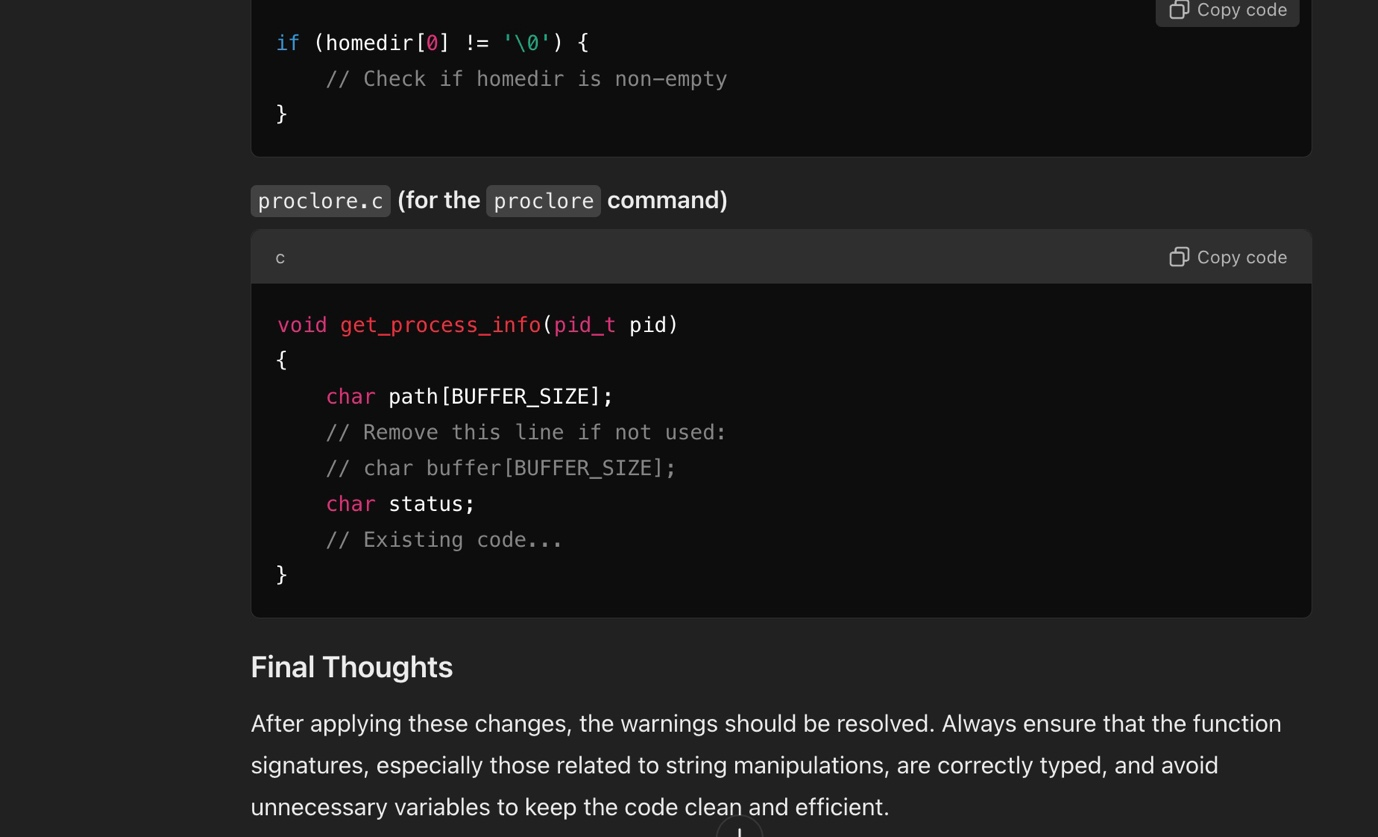 Copy code
if (homedir[0] != '\0') {
    // Check if homedir is non-empty
}
proclore.c (for the proclore command)
c
Copy code
void get_process_info(pid_t pid)
{
    char path[BUFFER_SIZE];
    // Remove this line if not used:
    // char buffer[BUFFER_SIZE];
    char status;
    // Existing code...
}
Final Thoughts
After applying these changes, the warnings should be resolved. Always ensure that the function
signatures, especially those related to string manipulations, are correctly typed, and avoid
unnecessary variables to keep the code clean and efficient.